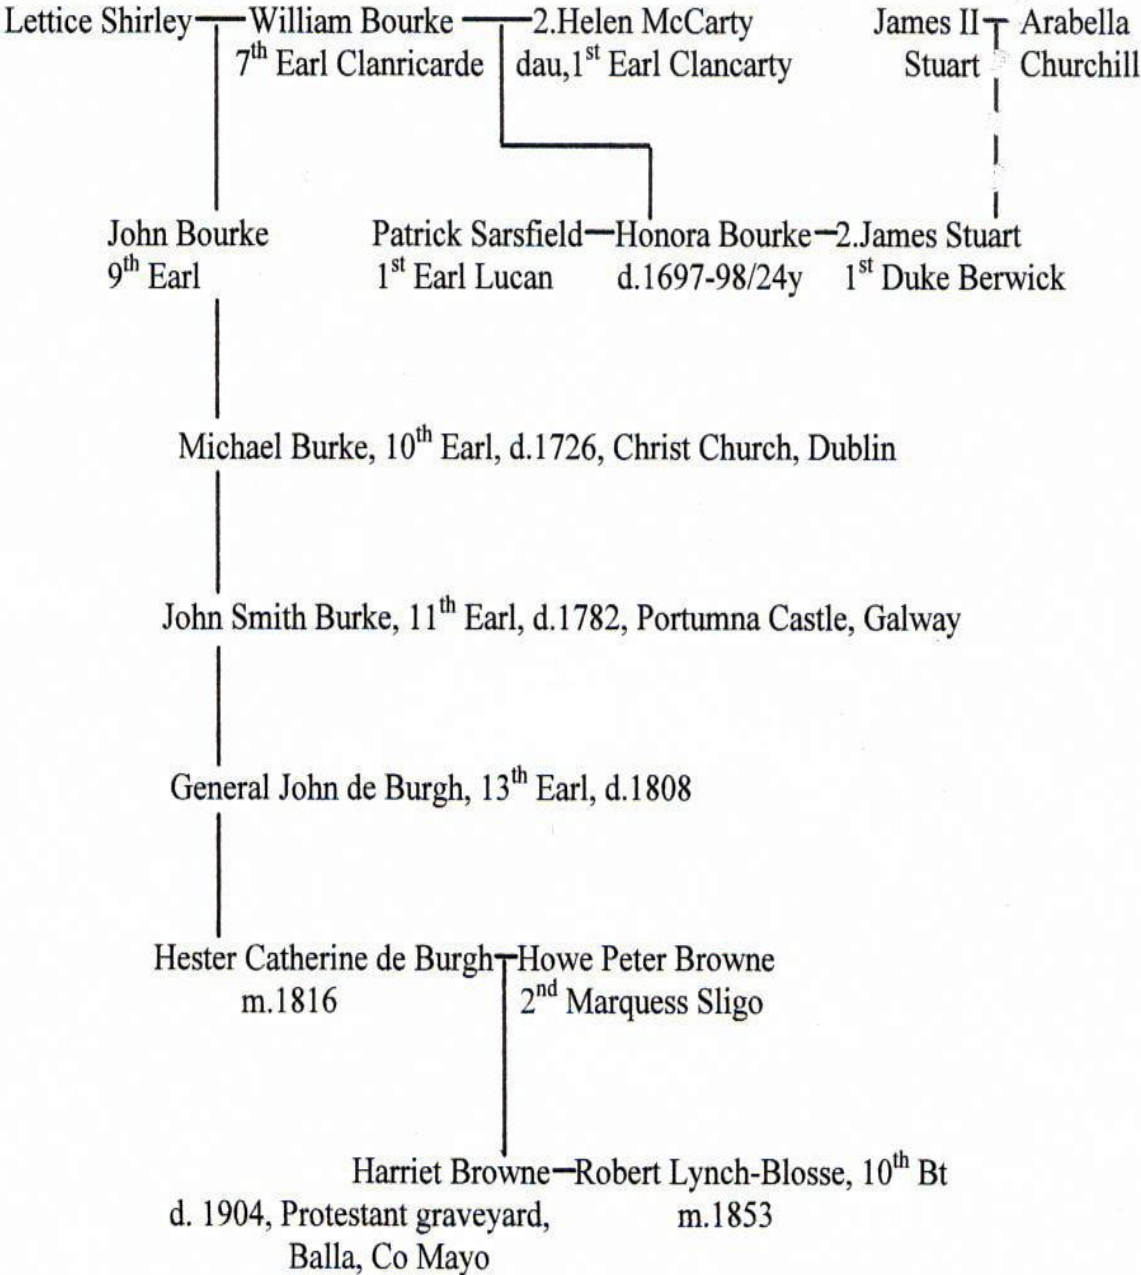 Lettice Shirley William Bourke 2.Helen McCarty James II Arabella
7th Earl Clanricarde dau,1st Earl Clancarty Stuart Churchill
John Bourke Patrick Sarsfield Honora Bourke 2.James Stuart
9th Earl 1st Earl Lucan d.1697-98/24y 1st Duke Berwick
Michael Burke, 10th Earl, d.1726, Christ Church, Dublin
John Smith Burke, 11th Earl, d.1782, Portumna Castle, Galway
General John de Burgh, 13th Earl, d.1808
Hester Catherine de Burgh Howe Peter Browne
m.1816 2nd Marquess Sligo
Harriet Browne Robert Lynch-Blosse, 10th Bt
d. 1904, Protestant graveyard, m.1853
Balla, Co Mayo